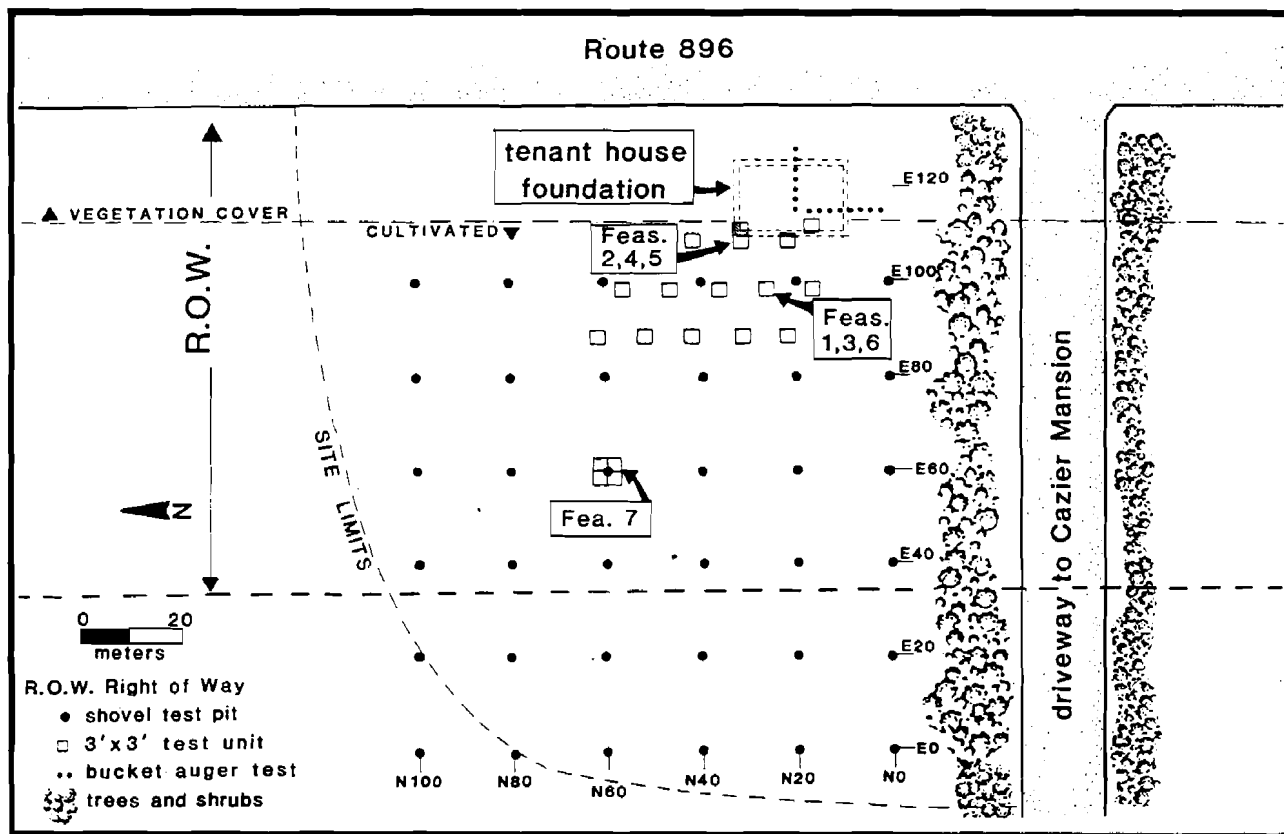 Route 896
tenant house
foundation
E120
▲ VEGETATION COVER
CULTIVATED ▼
Feas.
2,4,5
E100
R.O.W.
Feas.
1,3,6
E80
SITE LIMITS
E60
N
Fea. 7
driveway to Cazier Mansion
E40
0 20
meters
E20
R.O.W. Right of Way
shovel test pit
3'x3' test unit
bucket auger test
trees and shrubs
E0
N100 N80 N60 N40 N20 N0